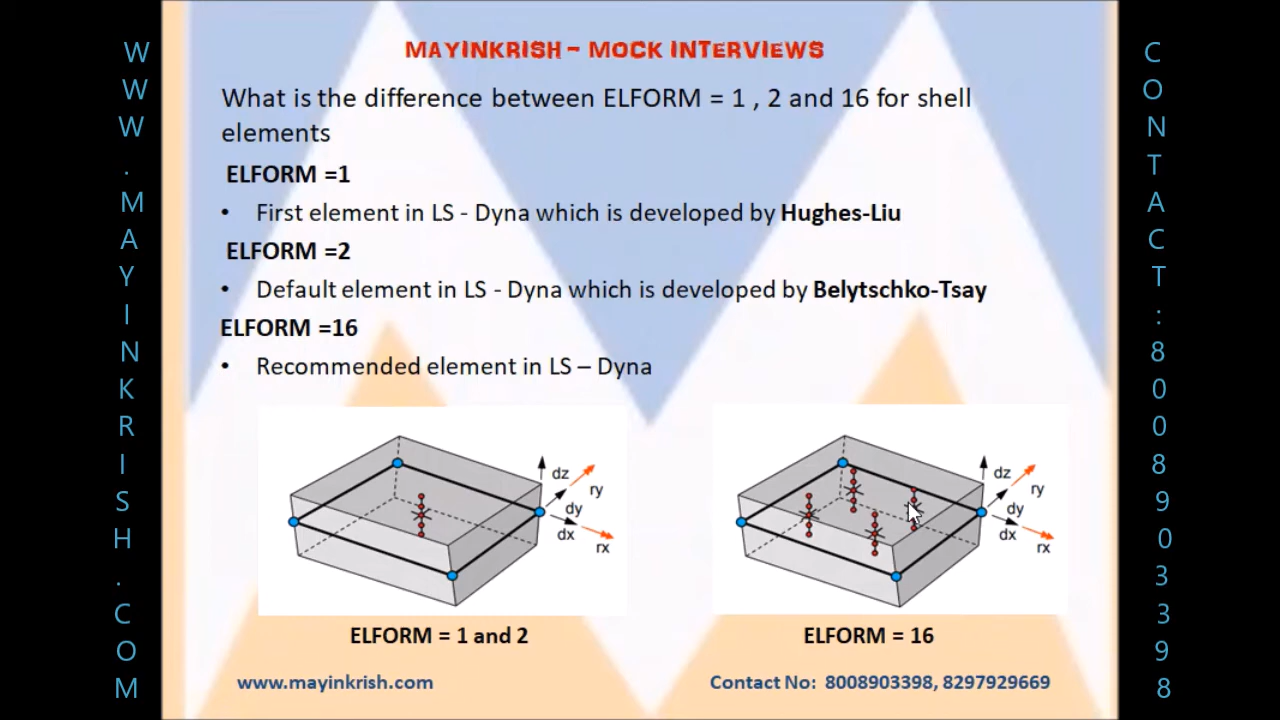 WWW.MAYINKRISH.COM
MAYINKRISH - MOCK INTERVIEWS
What is the difference between ELFORM = 1 , 2 and 16 for shell
elements
ELFORM =1
• First element in LS - Dyna which is developed by Hughes-Liu
ELFORM =2
• Default element in LS - Dyna which is developed by Belytschko-Tsay
ELFORM =16
• Recommended element in LS – Dyna
dz
ry
dy
dx
rx
dz
ry
dy
dx
rx
ELFORM = 1 and 2
ELFORM = 16
www.mayinkrish.com
Contact No: 8008903398, 8297929669
CONTACT:8008903398